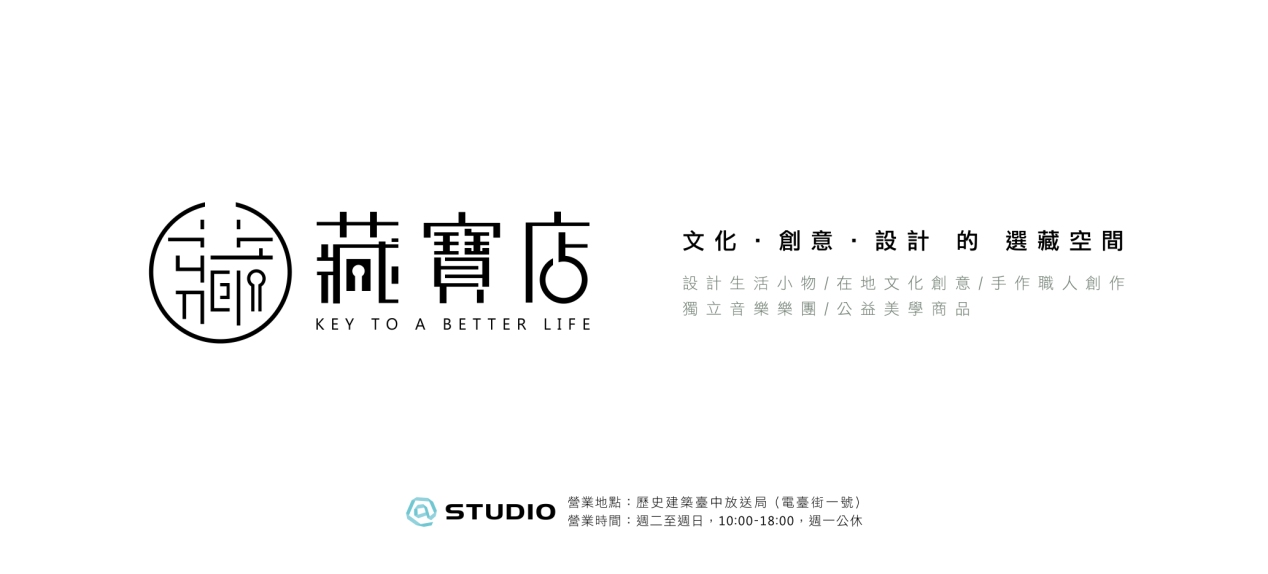 藏
藏寶店
KEY TO A BETTER LIFE
文化·創意·設計 的 選藏空間
設計生活小物/在地文化創意/手作職人創作
獨立音樂樂團/公益美學商品
@STUDIO
營業地點：歷史建築臺中放送局（電臺街一號）
營業時間：週二至週日，10:00-18:00，週一公休